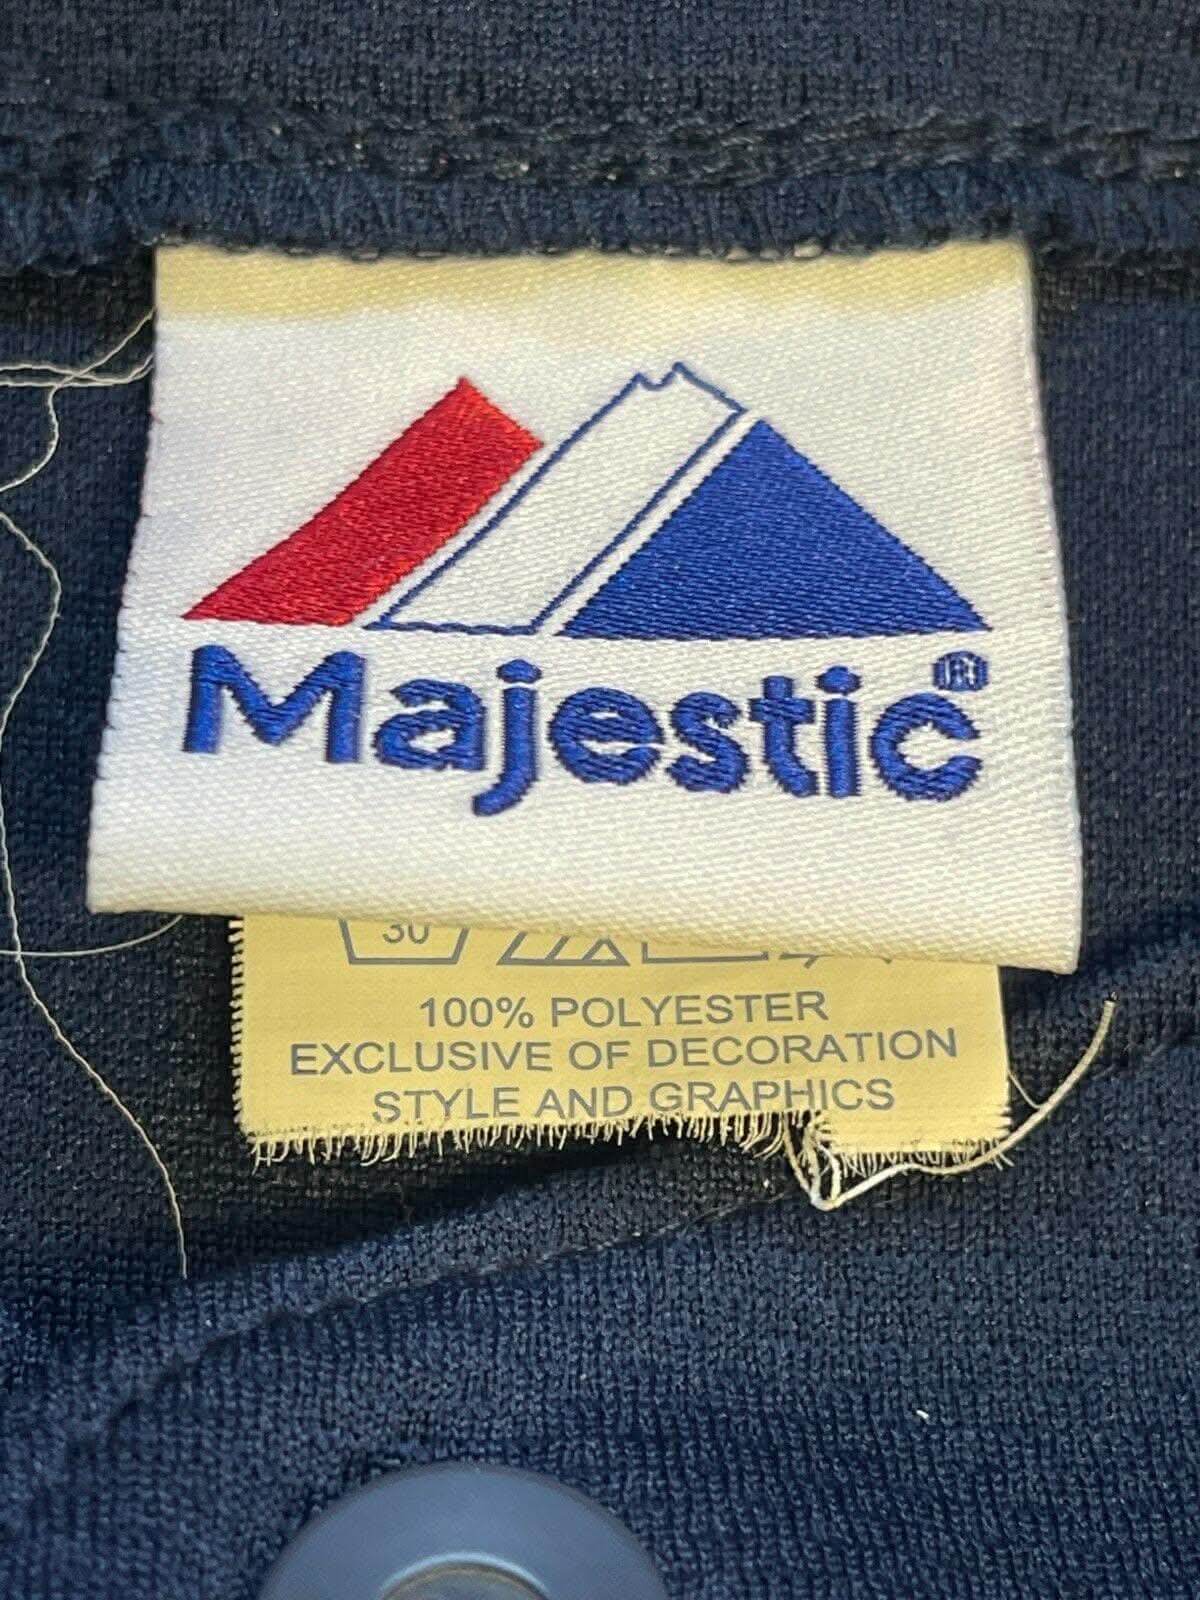 Majestic®
30
100% POLYESTER
EXCLUSIVE OF DECORATION
STYLE AND GRAPHICS